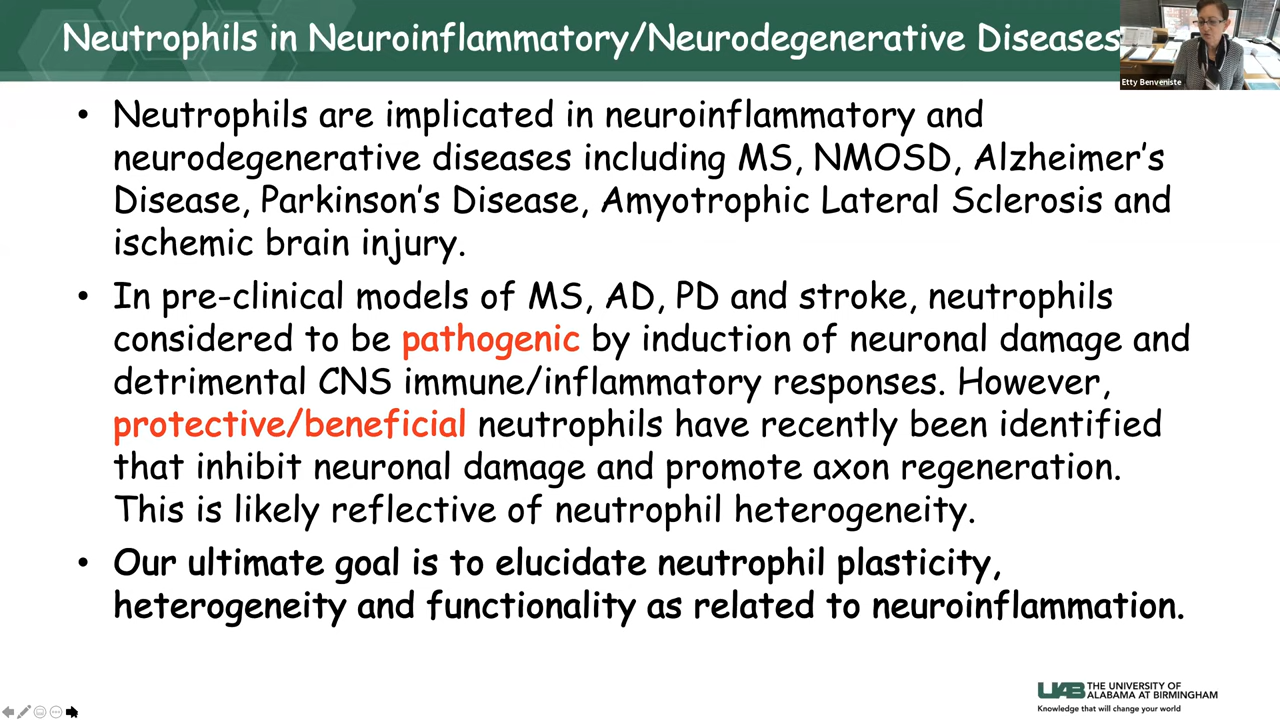 Neutrophils in Neuroinflammatory/Neurodegenerative Diseases
Etty Benveniste
• Neutrophils are implicated in neuroinflammatory and
neurodegenerative diseases including MS, NMOSD, Alzheimer's
Disease, Parkinson's Disease, Amyotrophic Lateral Sclerosis and
ischemic brain injury.
• In pre-clinical models of MS, AD, PD and stroke, neutrophils
considered to be pathogenic by induction of neuronal damage and
detrimental CNS immune/inflammatory responses. However,
protective/beneficial neutrophils have recently been identified
that inhibit neuronal damage and promote axon regeneration.
This is likely reflective of neutrophil heterogeneity.
• Our ultimate goal is to elucidate neutrophil plasticity,
heterogeneity and functionality as related to neuroinflammation.
UAB THE UNIVERSITY OF
ALABAMA AT BIRMINGHAM
Knowledge that will change your world